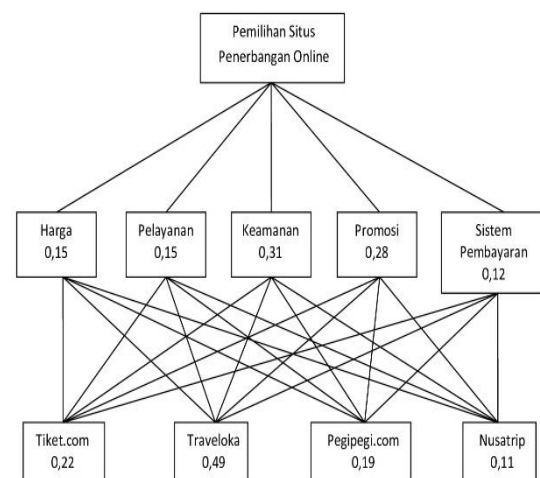 Pemilihan Situs
Penerbangan Online
Harga
0,15
Pelayanan
0,15
Keamanan
0,31
Promosi
0,28
Sistem
Pembayaran
0,12
Tiket.com
0,22
Traveloka
0,49
Pegipegi.com
0,19
Nusatrip
0,11